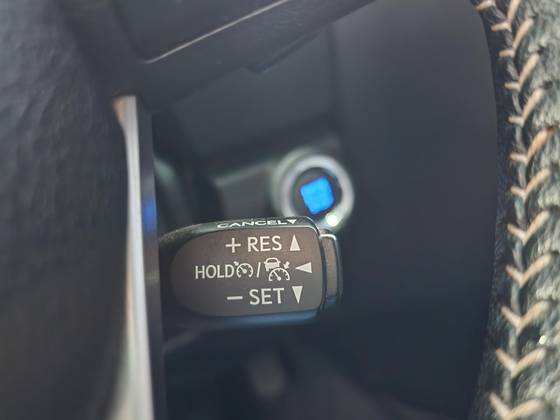 CANCEL▼
+ RES ▲
HOLD / ◀
− SET ▼